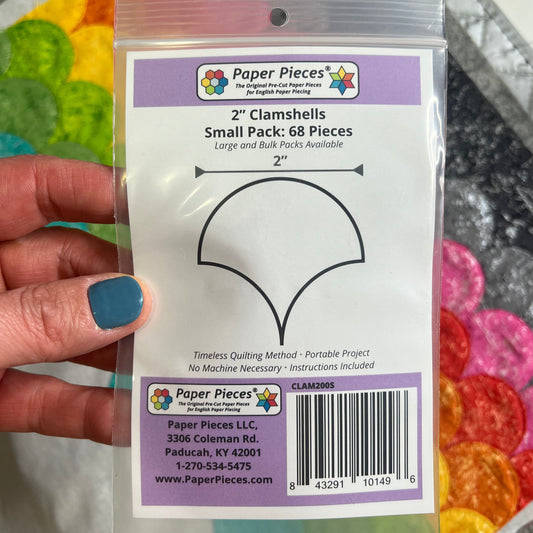 Paper Pieces®
The Original Pre-Cut Paper Pieces
for English Paper Piecing
2″ Clamshells
Small Pack: 68 Pieces
Large and Bulk Packs Available
2″
Timeless Quilting Method · Portable Project
No Machine Necessary · Instructions Included
Paper Pieces®
The Original Pre-Cut Paper Pieces
for English Paper Piecing
Paper Pieces LLC,
3306 Coleman Rd.
Paducah, KY 42001
1-270-534-5475
www.PaperPieces.com
CLAM200S
8 43291 10149 6